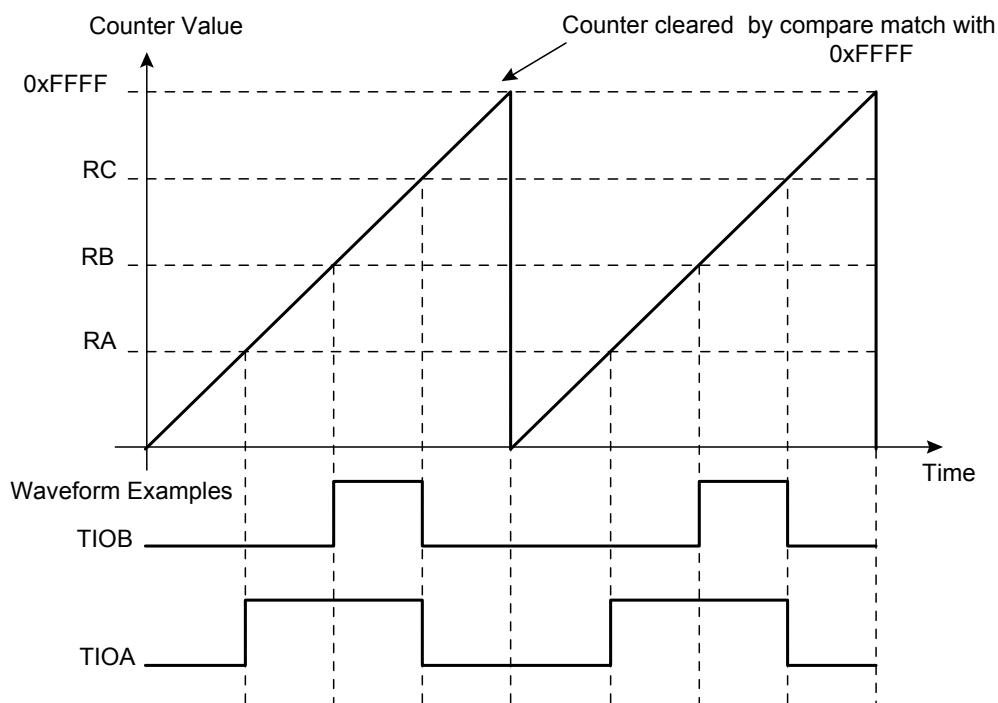 Counter Value
Counter cleared by compare match with
0xFFFF
0xFFFF
RC
RB
RA
Time
Waveform Examples
TIOB
TIOA